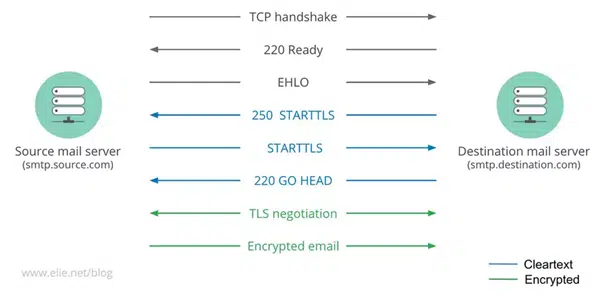 TCP handshake
220 Ready
EHLO
250 STARTTLS
STARTTLS
220 GO HEAD
TLS negotiation
Encrypted email
Source mail server
(smtp.source.com)
Destination mail server
(smtp.destination.com)
www.elie.net/blog
Cleartext
Encrypted